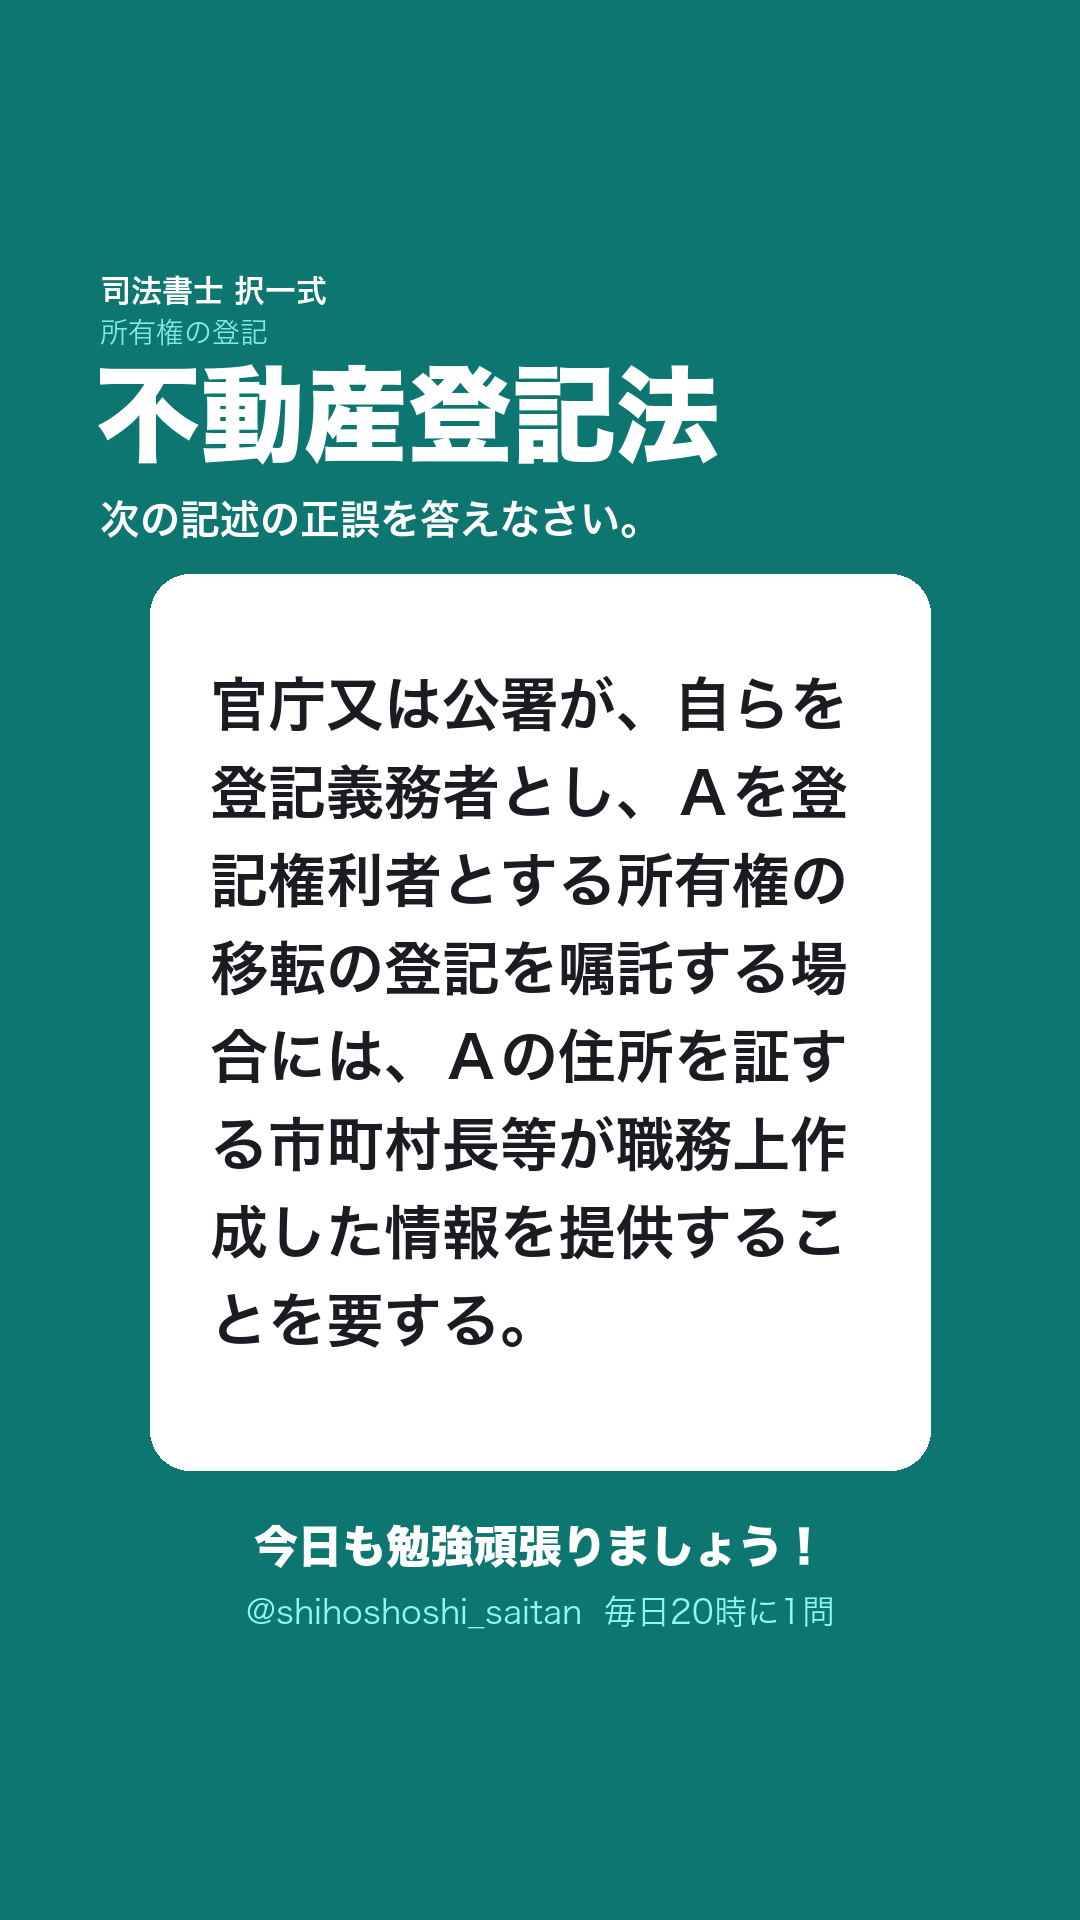 司法書士 択一式
所有権の登記
不動産登記法
次の記述の正誤を答えなさい。
官庁又は公署が、自らを
登記義務者とし、Ａを登
記権利者とする所有権の
移転の登記を嘱託する場
合には、Ａの住所を証す
る市町村長等が職務上作
成した情報を提供するこ
とを要する。
今日も勉強頑張りましょう！
@shihoshoshi_saitan 毎日20時に1問